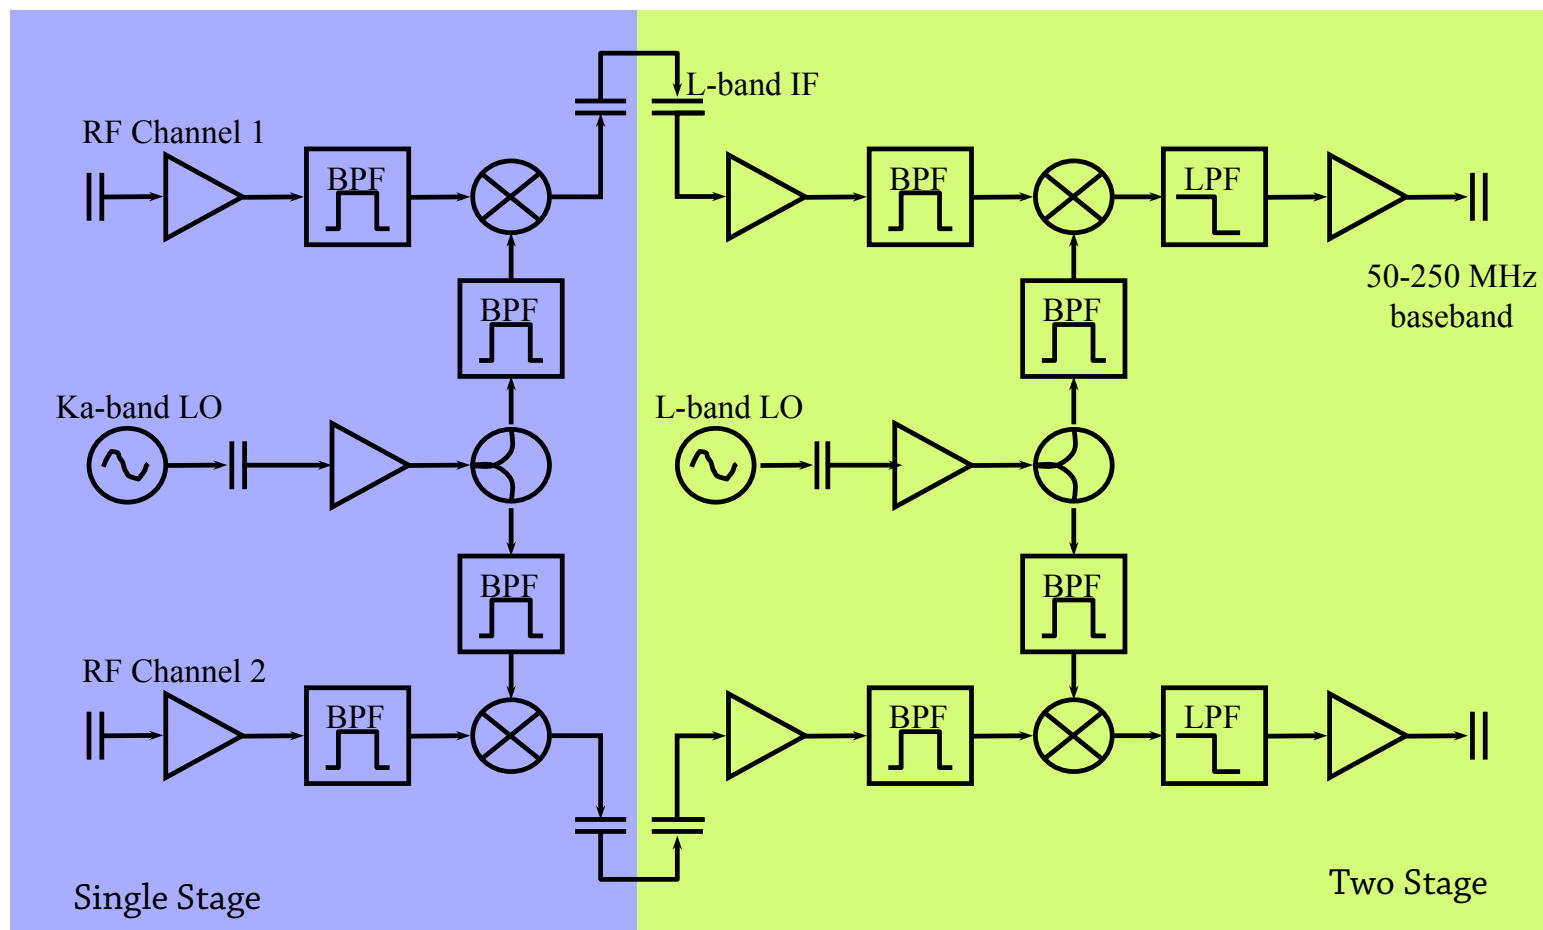 L-band IF
RF Channel 1
BPF
BPF
LPF
50-250 MHz
baseband
BPF
BPF
Ka-band LO
L-band LO
BPF
BPF
RF Channel 2
BPF
BPF
LPF
Single Stage
Two Stage